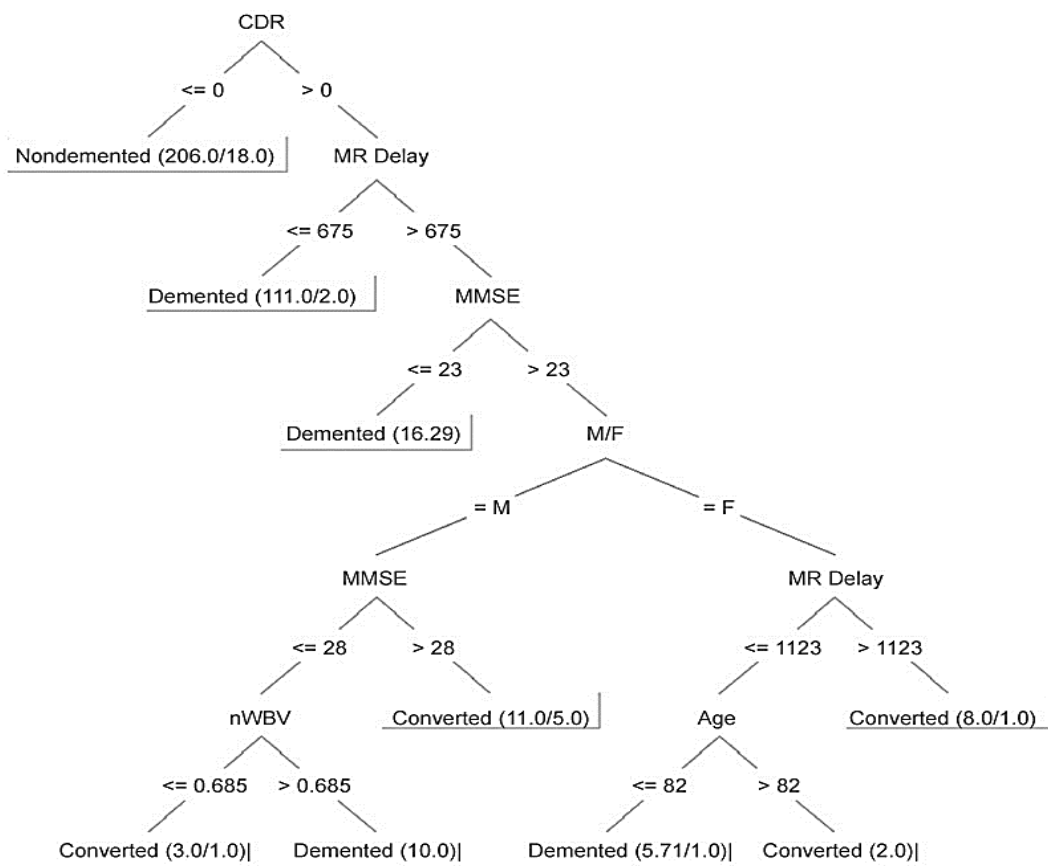 CDR
<= 0 > 0
Nondemented (206.0/18.0) MR Delay
<= 675 > 675
Demented (111.0/2.0) MMSE
<= 23 > 23
Demented (16.29) M/F
= M = F
MMSE MR Delay
<= 28 > 28 <= 1123 > 1123
nWBV Converted (11.0/5.0) Age Converted (8.0/1.0)
<= 0.685 > 0.685 <= 82 > 82
Converted (3.0/1.0)| Demented (10.0)| Demented (5.71/1.0)| Converted (2.0)|